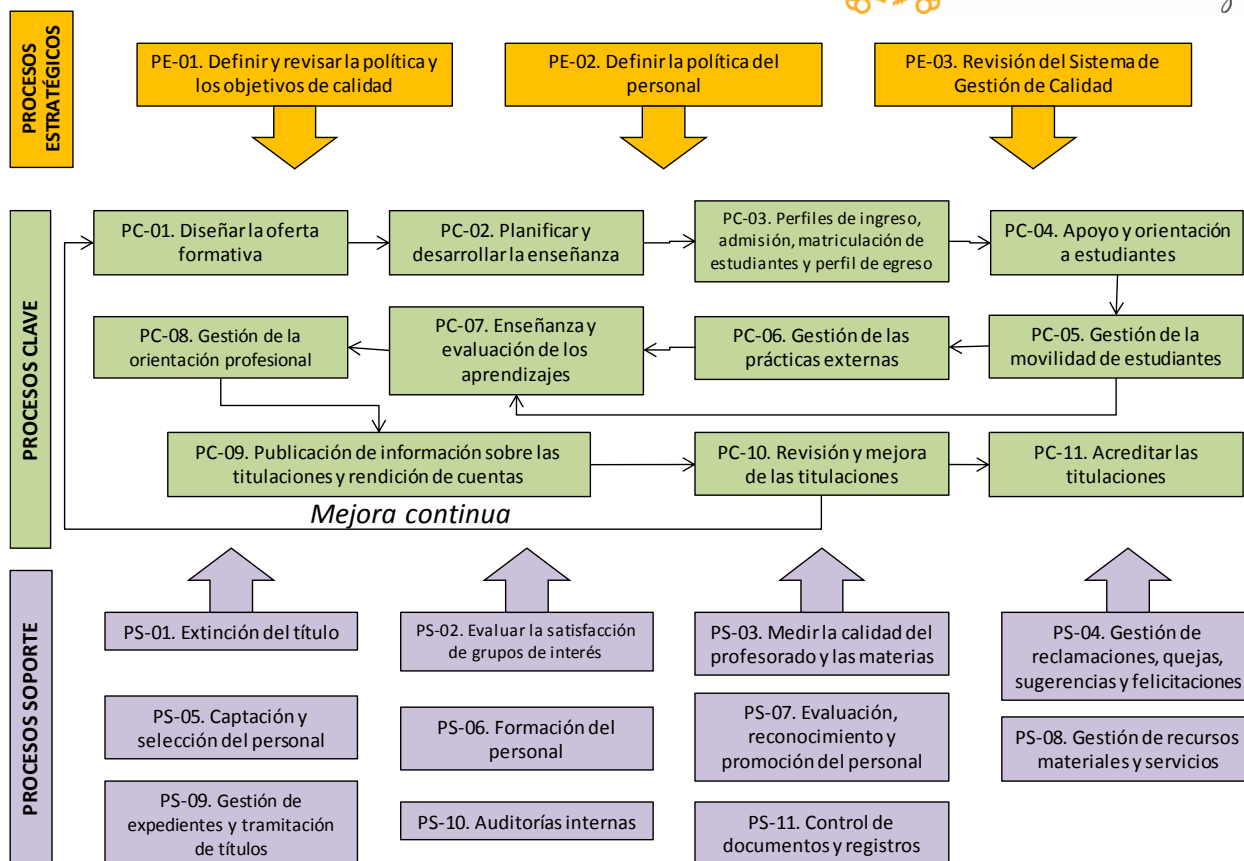 PROCESOS
ESTRATÉGICOS
PE-01. Definir y revisar la política y
los objetivos de calidad
PE-02. Definir la política del
personal
PE-03. Revisión del Sistema de
Gestión de Calidad
PROCESOS CLAVE
PC-01. Diseñar la oferta
formativa
PC-02. Planificar y
desarrollar la enseñanza
PC-03. Perfiles de ingreso,
admisión, matriculación de
estudiantes y perfil de egreso
PC-04. Apoyo y orientación
a estudiantes
PC-08. Gestión de la
orientación profesional
PC-07. Enseñanza y
evaluación de los
aprendizajes
PC-06. Gestión de las
prácticas externas
PC-05. Gestión de la
movilidad de estudiantes
PC-09. Publicación de información sobre las
titulaciones y rendición de cuentas
PC-10. Revisión y mejora
de las titulaciones
PC-11. Acreditar las
titulaciones
Mejora continua
PROCESOS SOPORTE
PS-01. Extinción del título
PS-02. Evaluar la satisfacción
de grupos de interés
PS-03. Medir la calidad del
profesorado y las materias
PS-04. Gestión de
reclamaciones, quejas,
sugerencias y felicitaciones
PS-05. Captación y
selección del personal
PS-06. Formación del
personal
PS-07. Evaluación,
reconocimiento y
promoción del personal
PS-08. Gestión de recursos
materiales y servicios
PS-09. Gestión de
expedientes y tramitación
de títulos
PS-10. Auditorías internas
PS-11. Control de
documentos y registros